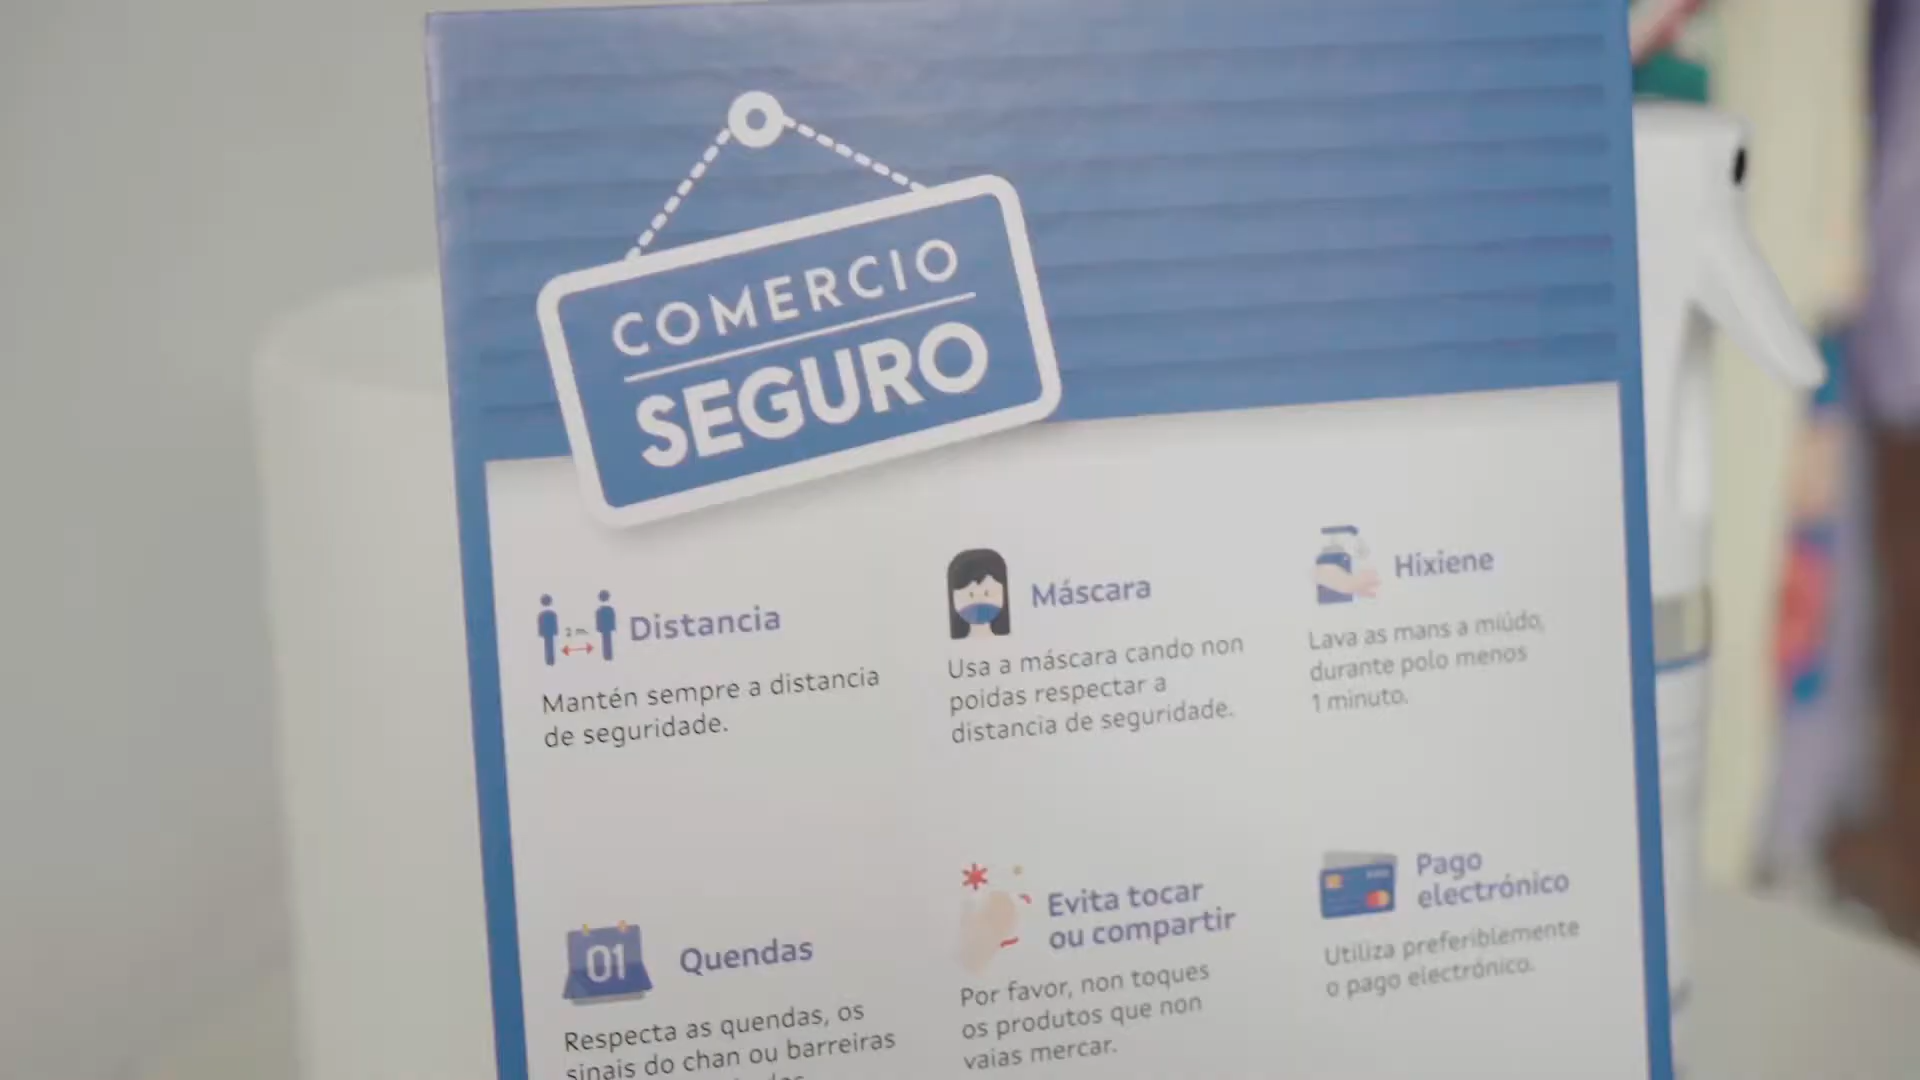 COMERCIO
SEGURO
2 m.
Distancia
Mantén sempre a distancia
de seguridade.
Máscara
Usa a máscara cando non
poidas respectar a
distancia de seguridade.
Hixiene
Lava as mans a miúdo,
durante polo menos
1 minuto.
01
Quendas
Respecta as quendas, os
sinais do chan ou barreiras
Evita tocar
ou compartir
Por favor, non toques
os produtos que non
vaias mercar.
Pago
electrónico
Utiliza preferiblemente
o pago electrónico.